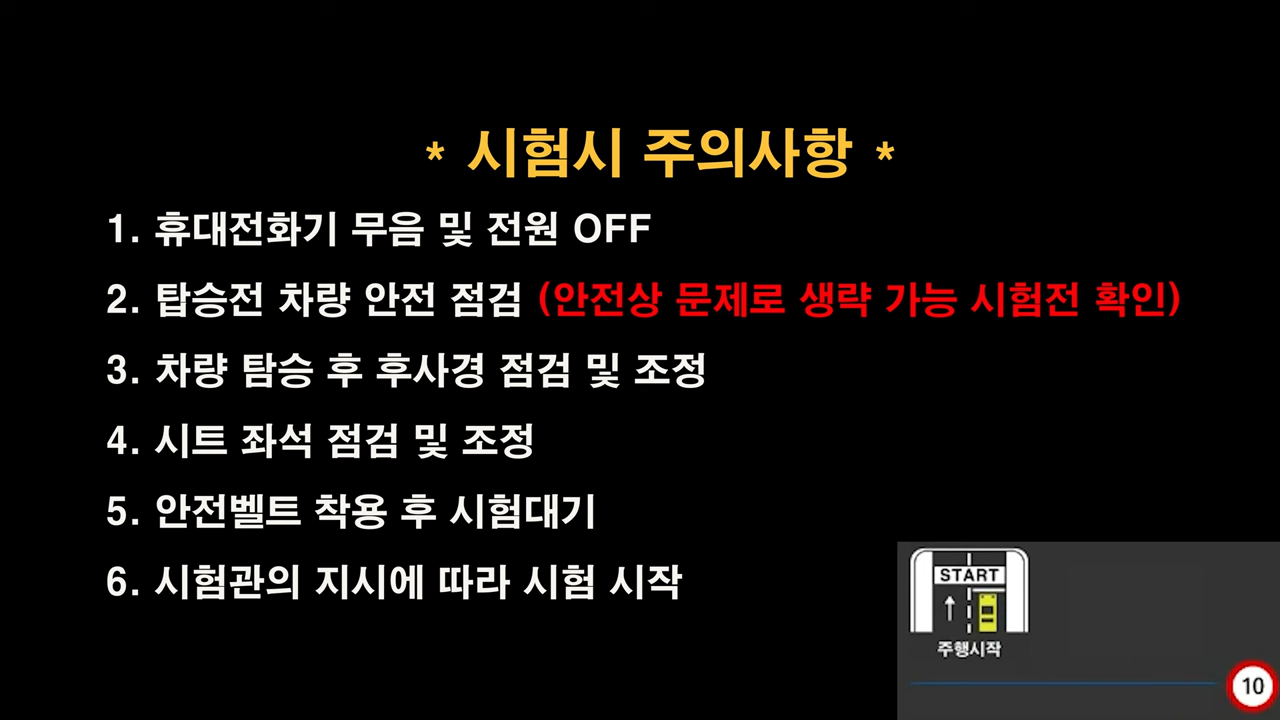 * 시험시 주의사항 *
1. 휴대전화기 무음 및 전원 OFF
2. 탑승전 차량 안전 점검 (안전상 문제로 생략 가능 시험전 확인)
3. 차량 탐승 후 후사경 점검 및 조정
4. 시트 좌석 점검 및 조정
5. 안전벨트 착용 후 시험대기
6. 시험관의 지시에 따라 시험 시작
START
주행시작
10